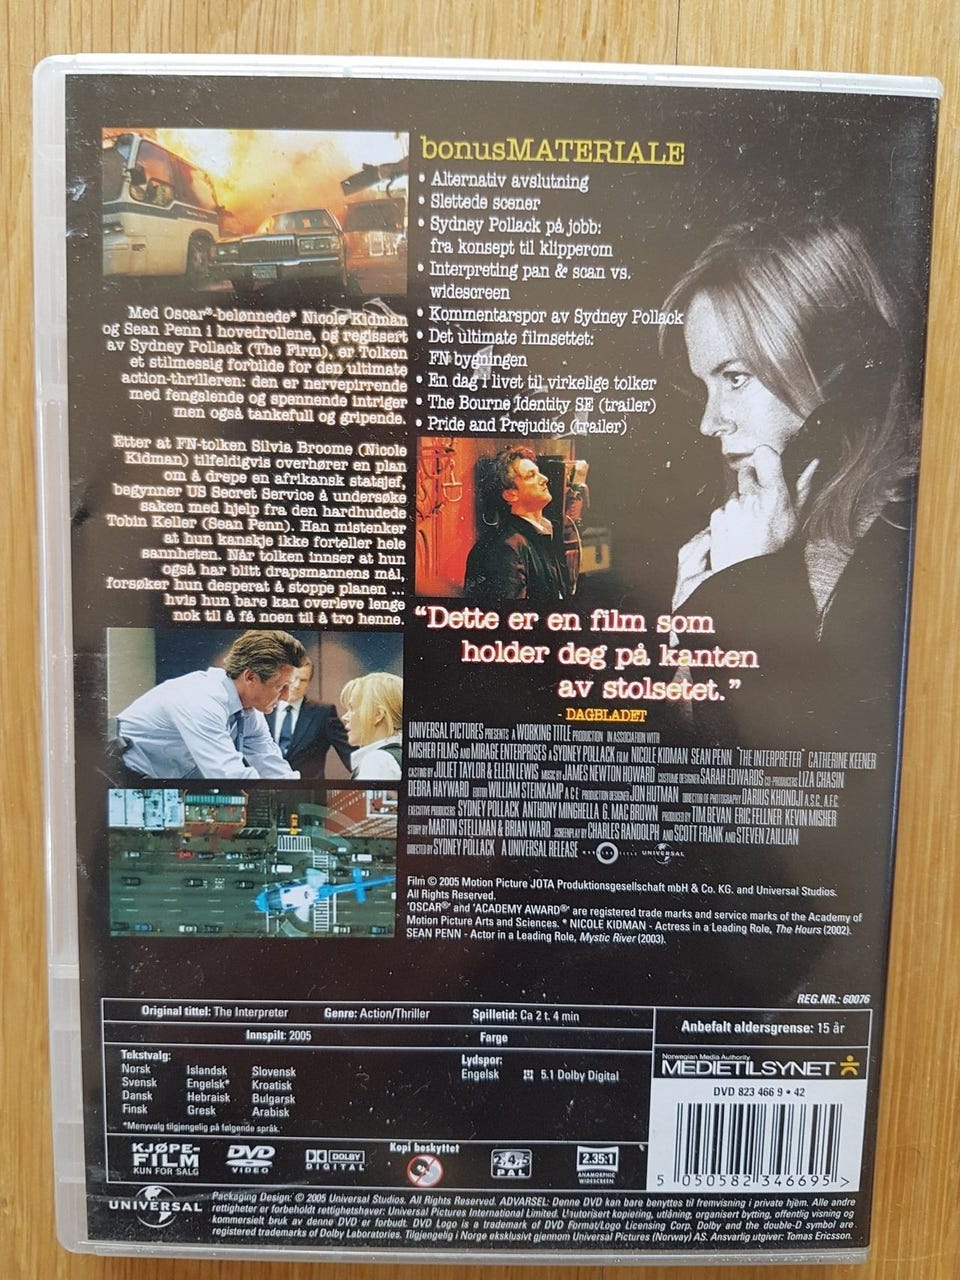 bonusMATERIALE
• Alternativ avslutning
• Slettede scener
• Sydney Pollack på jobb:
fra konsept til klipperom
• Interpreting pan & scan vs.
widescreen
• Kommentarspor av Sydney Pollack
• Det ultimate filmsettet:
FN bygningen
• En dag i livet til virkelige tolker
• The Bourne Identity SE (trailer)
• Pride and Prejudice (trailer)
Med Oscar®-belønnede* Nicole Kidman
og Sean Penn i hovedrollene, og regissert
av Sydney Pollack (The Firm), er Tolken
et stilmessig forbilde for den ultimate
action-thrilleren: den er nervepirrende
med fengslende og spennende intriger
men også tankefull og gripende.
Etter at FN-tolken Silvia Broome (Nicole
Kidman) tilfeldigvis overhører en plan
om å drepe en afrikansk statsjef,
begynner US Secret Service å undersøke
saken med hjelp fra den hardhudede
Tobin Keller (Sean Penn). Han mistenker
at hun kanskje ikke forteller hele
sannheten. Når tolken innser at hun
også har blitt drapsmannens mål,
forsøker hun desperat å stoppe planen ...
hvis hun bare kan overleve lenge
nok til å få noen til å tro henne.
“Dette er en film som
holder deg på kanten
av stolsetet.”
- DAGBLADET
UNIVERSAL PICTURES PRESENTS A WORKING TITLE PRODUCTION IN ASSOCIATION WITH
MISHER FILMS AND MIRAGE ENTERPRISES A SYDNEY POLLACK FILM NICOLE KIDMAN SEAN PENN "THE INTERPRETER" CATHERINE KEENER
CASTING BY JULIET TAYLOR & ELLEN LEWIS MUSIC BY JAMES NEWTON HOWARD COSTUME DESIGNER SARAH EDWARDS CO-PRODUCERS LIZA CHASIN
DEBRA HAYWARD EDITOR WILLIAM STEINKAMP A.C.E. PRODUCTION DESIGNER JON HUTMAN DIRECTOR OF PHOTOGRAPHY DARIUS KHONDJI A.S.C., A.F.C.
EXECUTIVE PRODUCERS SYDNEY POLLACK ANTHONY MINGHELLA G. MAC BROWN PRODUCED BY TIM BEVAN ERIC FELLNER KEVIN MISHER
STORY BY MARTIN STELLMAN & BRIAN WARD SCREENPLAY BY CHARLES RANDOLPH AND SCOTT FRANK AND STEVEN ZAILLIAN
DIRECTED BY SYDNEY POLLACK A UNIVERSAL RELEASE UNIVERSAL
Film © 2005 Motion Picture JOTA Produktionsgesellschaft mbH & Co. KG. and Universal Studios.
All Rights Reserved.
'OSCAR®' and 'ACADEMY AWARD®' are registered trade marks and service marks of the Academy of
Motion Picture Arts and Sciences. * NICOLE KIDMAN - Actress in a Leading Role, The Hours (2002).
SEAN PENN - Actor in a Leading Role, Mystic River (2003).
REG.NR.: 60076
Original tittel: The Interpreter Genre: Action/Thriller Spilletid: Ca 2 t. 4 min
Innspilt: 2005 Farge
Anbefalt aldersgrense: 15 år
Tekstvalg:
Norsk Islandsk Slovensk
Svensk Engelsk* Kroatisk
Dansk Hebraisk Bulgarsk
Finsk Gresk Arabisk
*Menyvalg tilgjengelig på følgende språk.
Lydspor:
Engelsk 5.1 Dolby Digital
Norwegian Media Authority
MEDIETILSYNET
DVD 823 466 9 • 42
5 050582 346695 >
KJØPE-
FILM
KUN FOR SALG
DVD
VIDEO
DOLBY
DIGITAL
Kopi beskyttet
2.4.5
PAL
2.35:1
ANAMORPHIC
WIDESCREEN
UNIVERSAL
Packaging Design: © 2005 Universal Studios. All Rights Reserved. ADVARSEL: Denne DVD kan bare benyttes til fremvisning i private hjem. Alle andre
rettigheter er forbeholdt rettighetshaver: Universal Pictures International Limited. Uautorisert kopiering, utlåning, organisert bytting, offentlig visning og
kommersielt bruk av denne DVD er forbudt. DVD Logo is a trademark of DVD Format/Logo Licensing Corp. Dolby and the double-D symbol are
registered trademarks of Dolby Laboratories. Tilgjengelig i Norge eksklusivt gjennom Universal Pictures (Norway) AS. Ansvarlig utgiver: Tomas Ericsson.